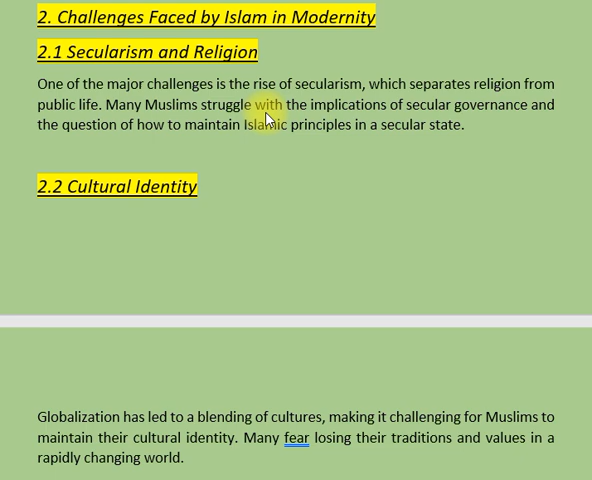 2. Challenges Faced by Islam in Modernity
2.1 Secularism and Religion
One of the major challenges is the rise of secularism, which separates religion from
public life. Many Muslims struggle with the implications of secular governance and
the question of how to maintain Islamic principles in a secular state.
2.2 Cultural Identity
Globalization has led to a blending of cultures, making it challenging for Muslims to
maintain their cultural identity. Many fear losing their traditions and values in a
rapidly changing world.